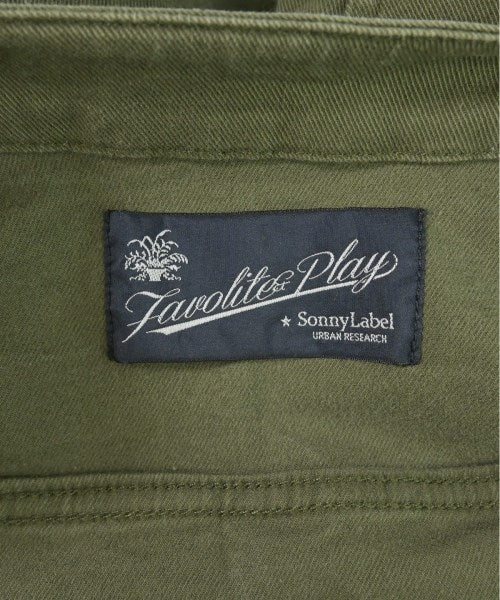 Favolite& Play
★ SonnyLabel
URBAN RESEARCH